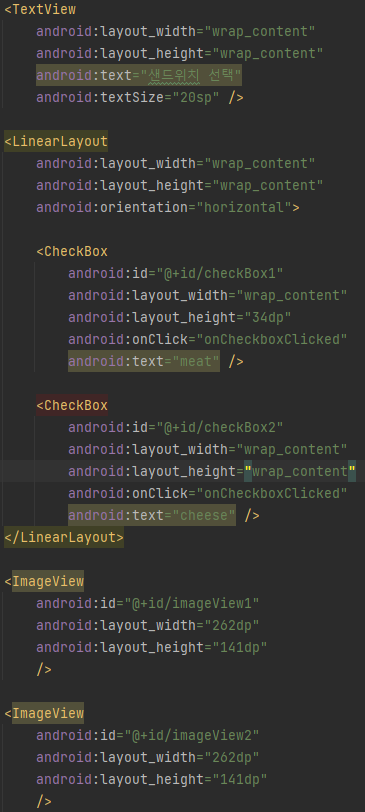 <TextView
android:layout_width="wrap_content"
android:layout_height="wrap_content"
android:text="샌드위치 선택"
android:textSize="20sp" />
<LinearLayout
android:layout_width="wrap_content"
android:layout_height="wrap_content"
android:orientation="horizontal">
<CheckBox
android:id="@+id/checkBox1"
android:layout_width="wrap_content"
android:layout_height="34dp"
android:onClick="onCheckboxClicked"
android:text="meat" />
<CheckBox
android:id="@+id/checkBox2"
android:layout_width="wrap_content"
android:layout_height="wrap_content"
android:onClick="onCheckboxClicked"
android:text="cheese" />
</LinearLayout>
<ImageView
android:id="@+id/imageView1"
android:layout_width="262dp"
android:layout_height="141dp"
/>
<ImageView
android:id="@+id/imageView2"
android:layout_width="262dp"
android:layout_height="141dp"
/>